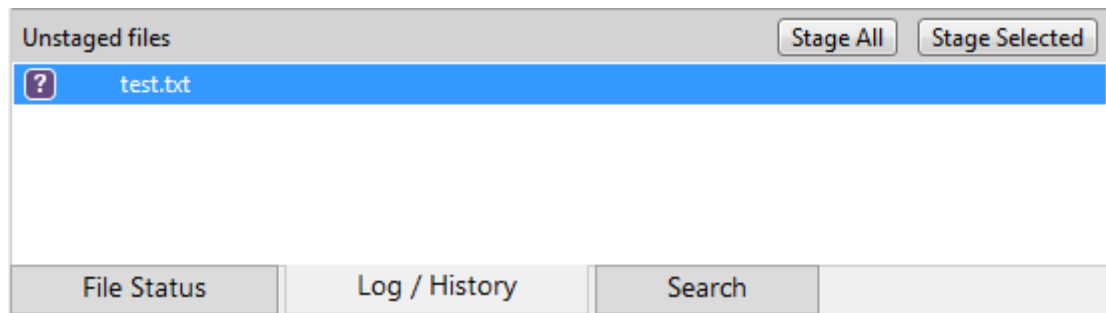 Unstaged files Stage All Stage Selected
? test.txt
File Status Log / History Search